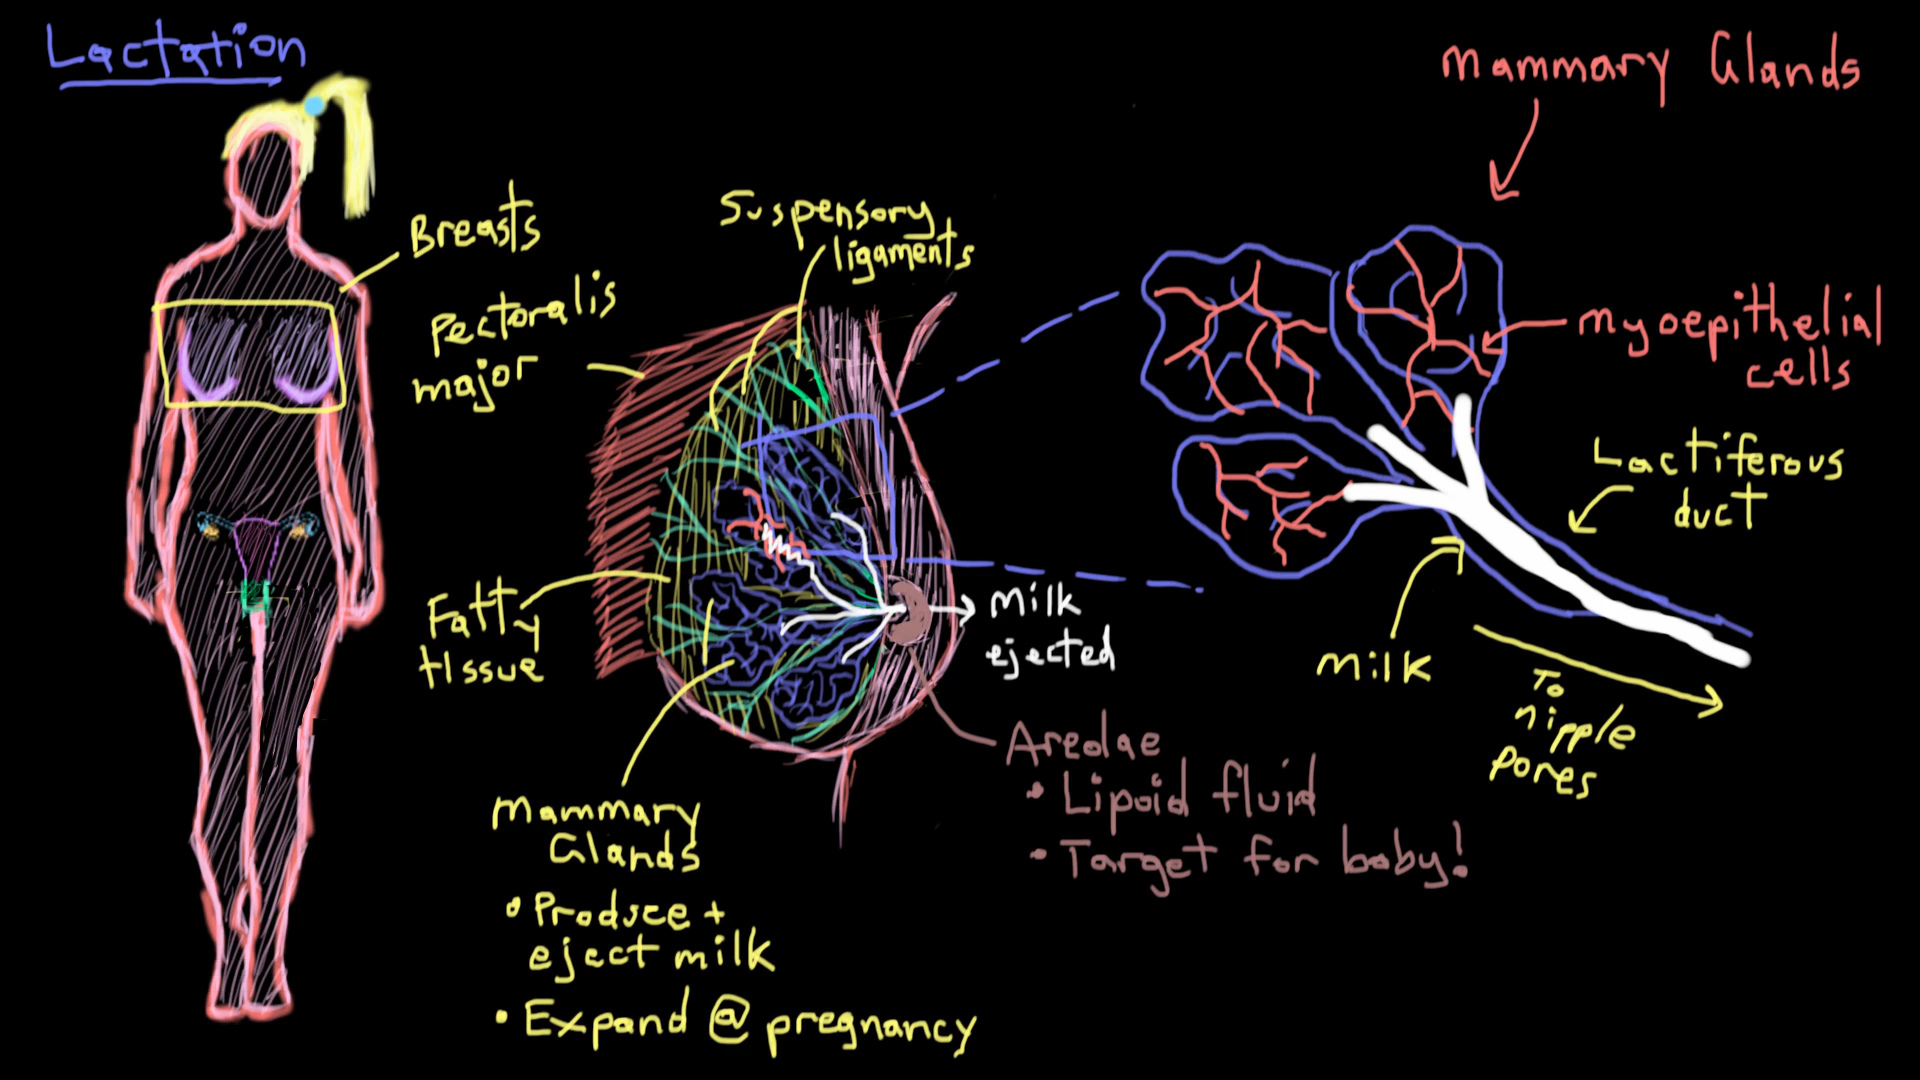 Lactation
Breasts
Suspensory
ligaments
Pectoralis
major
Fatty
tissue
Mammary
Glands
• Produce +
eject milk
• Expand @ pregnancy
Milk
ejected
Areolae
• Lipoid fluid
• Target for baby!
Mammary Glands
myoepithelial
cells
Lactiferous
duct
Milk
To
nipple
pores